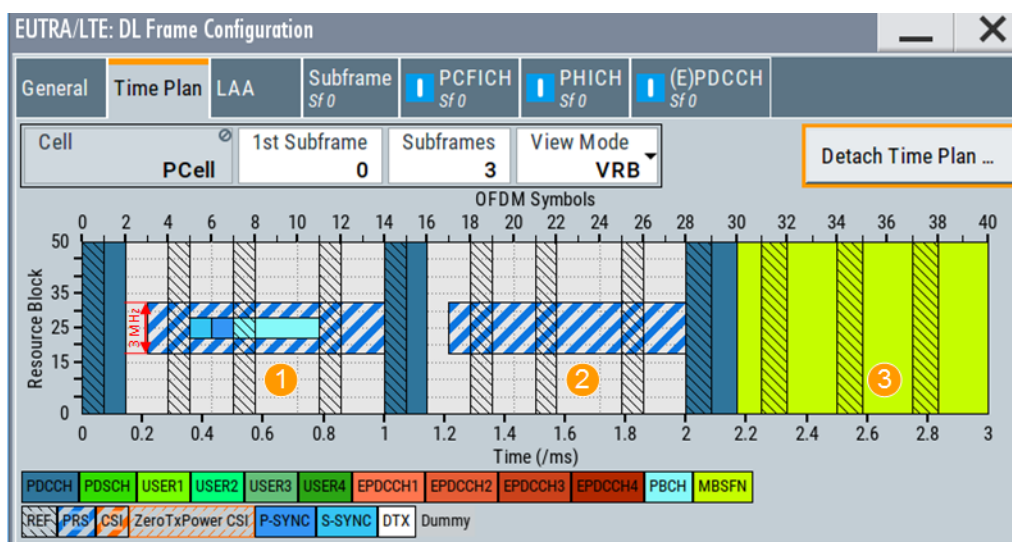 EUTRA/LTE: DL Frame Configuration
General Time Plan LAA Subframe Sf 0 PCFICH Sf 0 PHICH Sf 0 (E)PDCCH Sf 0
Cell 1st Subframe Subframes View Mode
PCell 0 3 VRB
Detach Time Plan ...
OFDM Symbols
0 2 4 6 8 10 12 14 16 18 20 22 24 26 28 30 32 34 36 38 40
Resource Block
50
35
25
15
0
3 MHz
1 2 3
0 0.2 0.4 0.6 0.8 1 1.2 1.4 1.6 1.8 2 2.2 2.4 2.6 2.8 3
Time (/ms)
PDCCH PDSCH USER1 USER2 USER3 USER4 EPDCCH1 EPDCCH2 EPDCCH3 EPDCCH4 PBCH MBSFN
REF PRS CSI ZeroTxPower CSI P-SYNC S-SYNC DTX Dummy